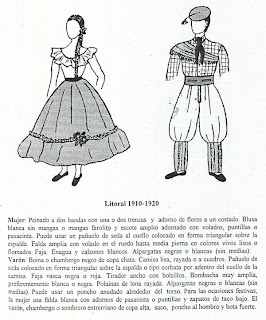 Litoral 1910-1920
Mujer: Peinado a dos bandas con una o dos trenzas y adorno de flores a un costado. Blusa
blanca sin mangas o mangas farolito y escote amplio adornado con volados, puntillas o
pasacinta. Puede usar un pañuelo de seda al cuello colocado en forma triangular sobre la
espalda. Falda amplia con volado en el ruedo hasta media pierna en colores vivos lisos o
floreados. Faja. Enagua y calzones blancos. Alpargatas negras o blancas (sin medias).
Varón: Boina o chambergo negro de copa chata. Camisa lisa, rayada o a cuadros. Pañuelo de
seda colocado en forma triangular sobre la espalda o tipo corbata por adentro del cuello de la
camisa. Faja vasca negra o roja. Tirador ancho con bolsillos. Bombacha muy amplia,
preferentemente blanca o negra. Polainas de lona rayada. Alpargatas negras o blancas (sin
medias). Puede usar un poncho anudado alrededor del torso. Para las ocasiones festivas,
la mujer usa falda blanca con adornos de pasacinta o puntillas y zapatos de taco bajo. El
varón, chambergo o sombrero entrerriano de copa alta, saco, poncho al hombro y bota fuerte.